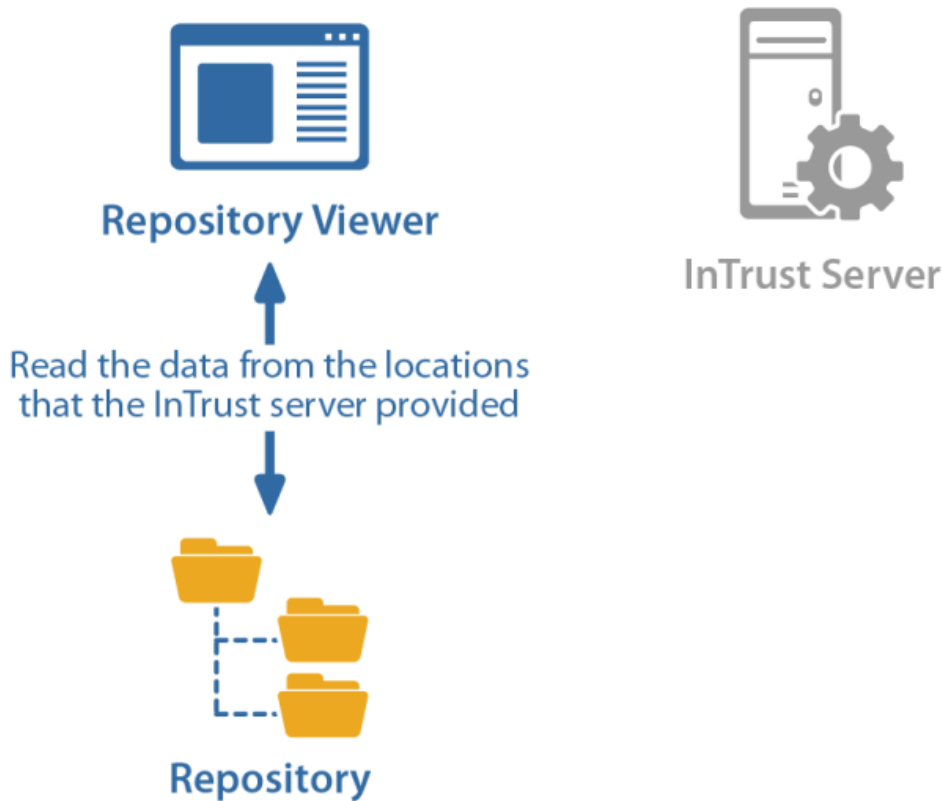 Repository Viewer
InTrust Server
Read the data from the locations
that the InTrust server provided
Repository